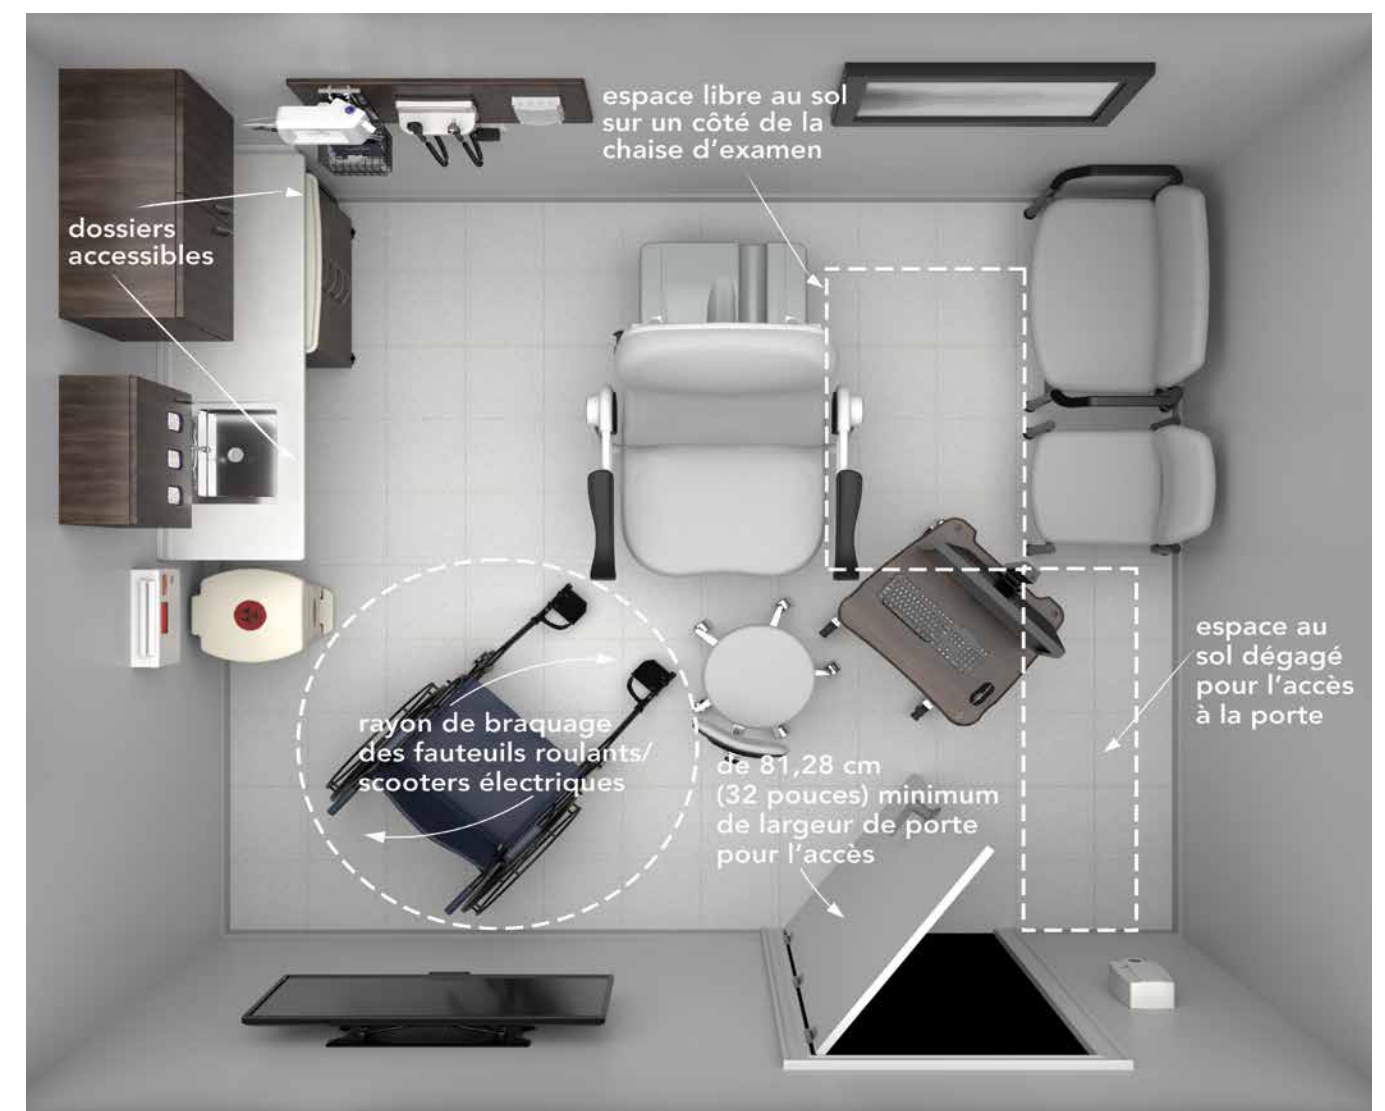 espace libre au sol
sur un côté de la
chaise d'examen
dossiers
accessibles
espace au
sol dégagé
pour l'accès
à la porte
rayon de braquage
des fauteuils roulants/
scooters électriques
de 81,28 cm
(32 pouces) minimum
de largeur de porte
pour l'accès